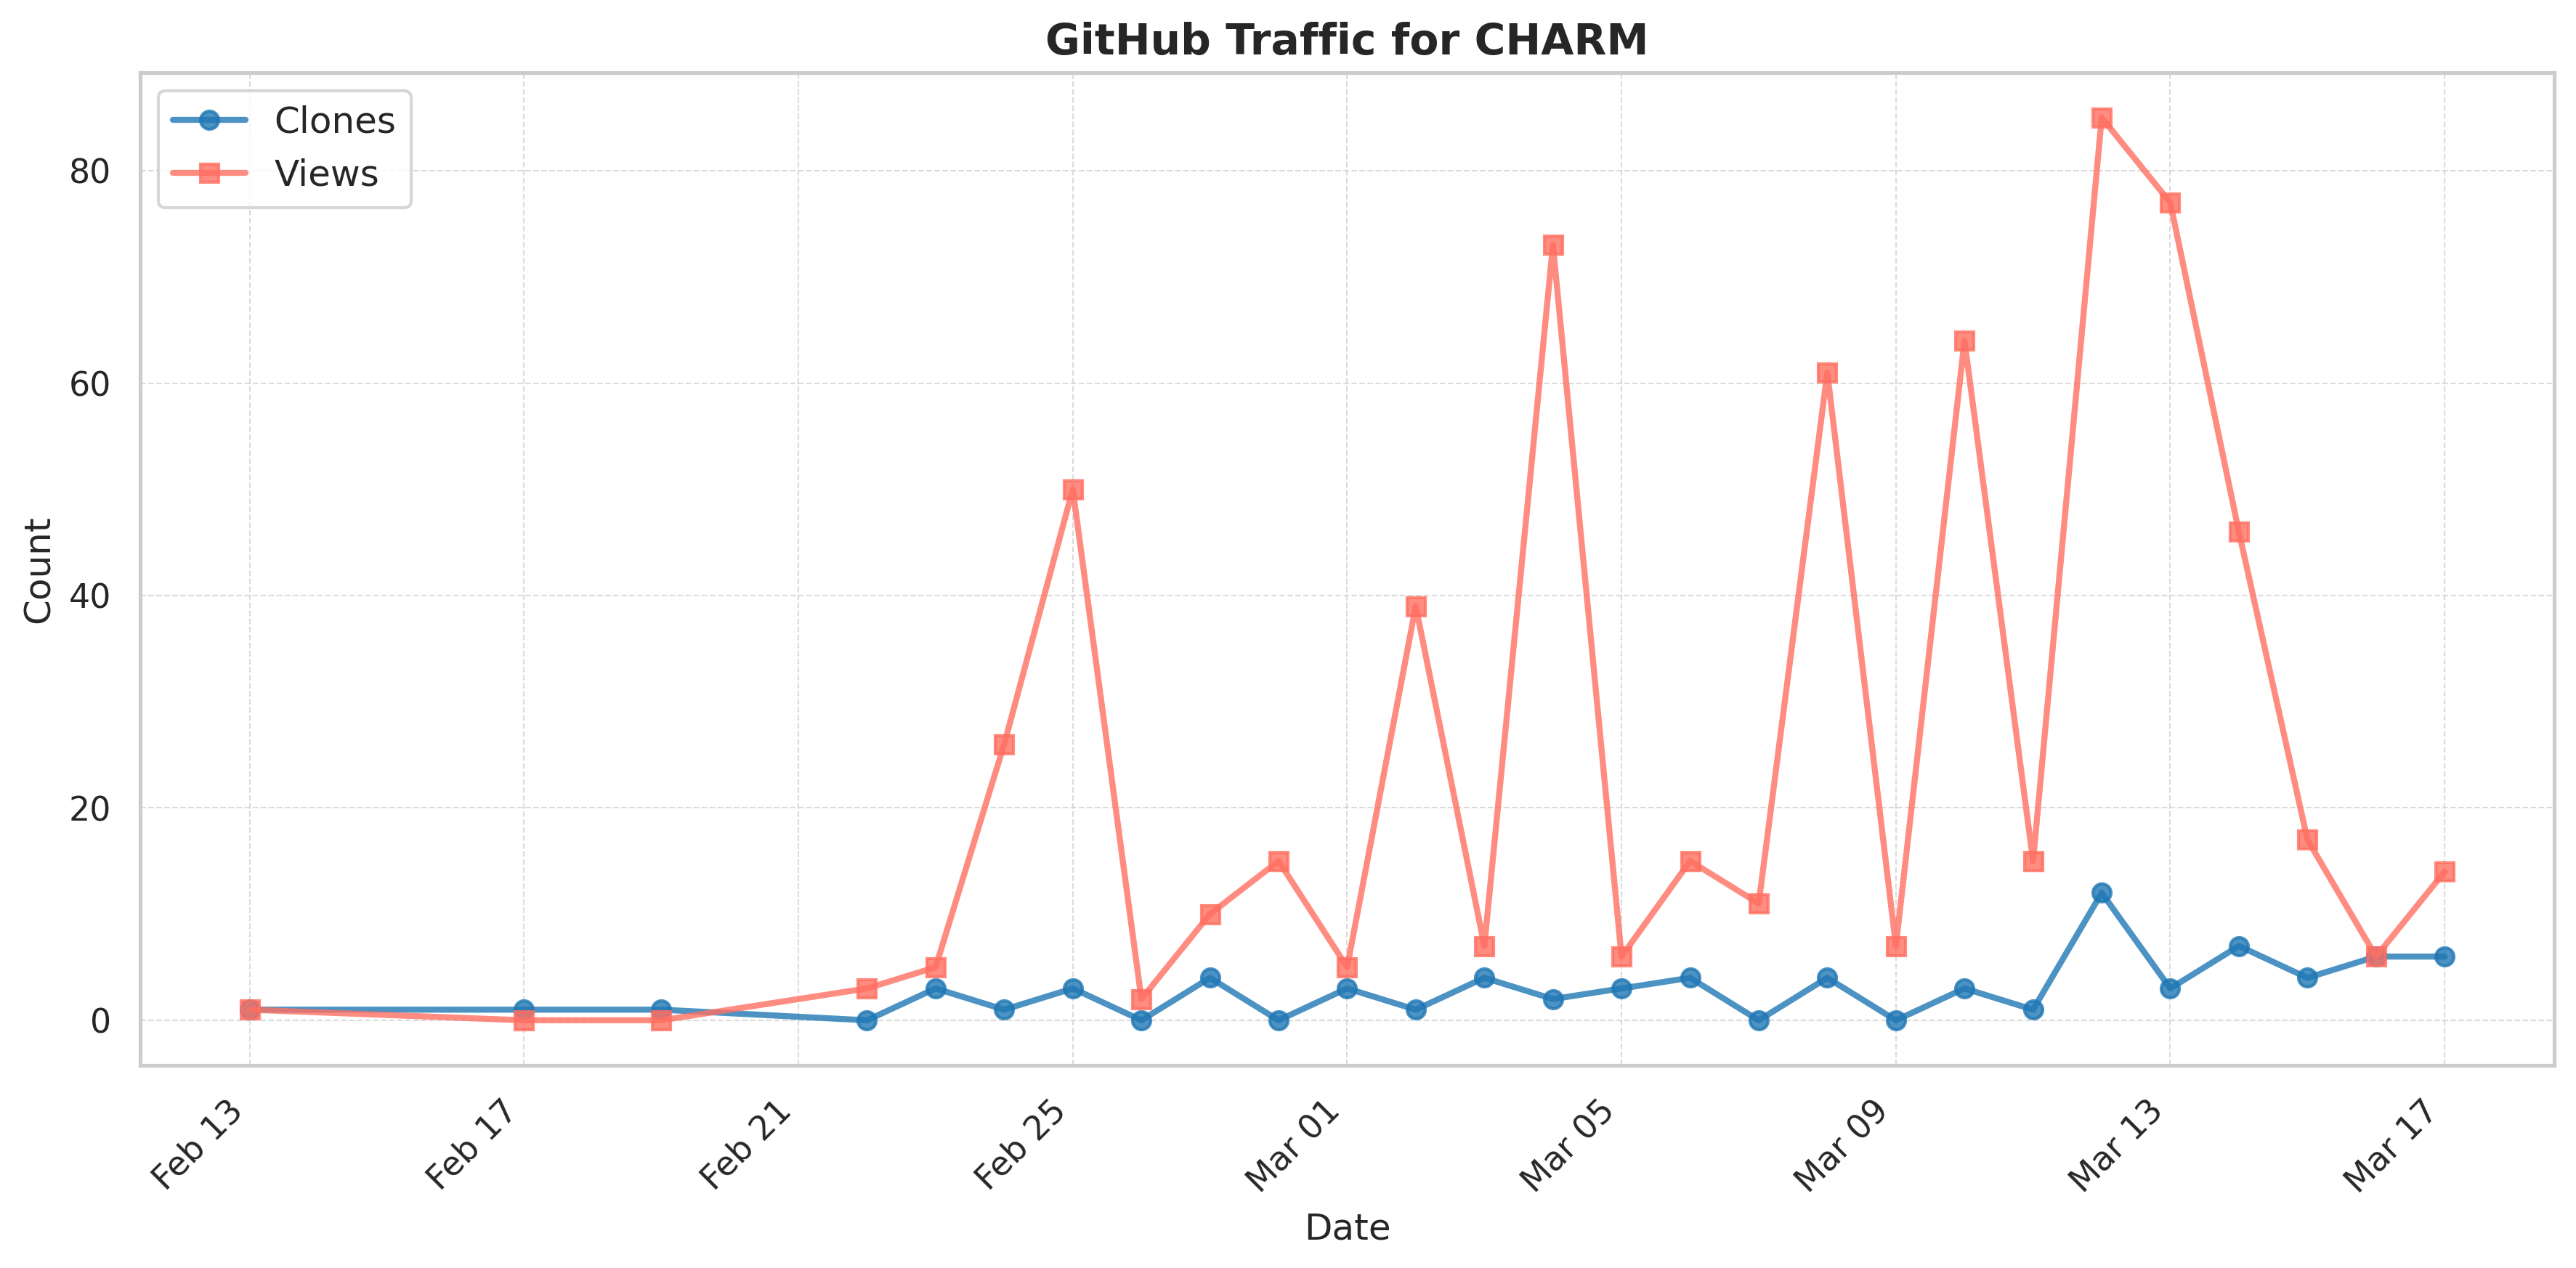 GitHub Traffic for CHARM
Clones
Views
80
60
40
20
0
Count
Feb 13
Feb 17
Feb 21
Feb 25
Mar 01
Mar 05
Mar 09
Mar 13
Mar 17
Date